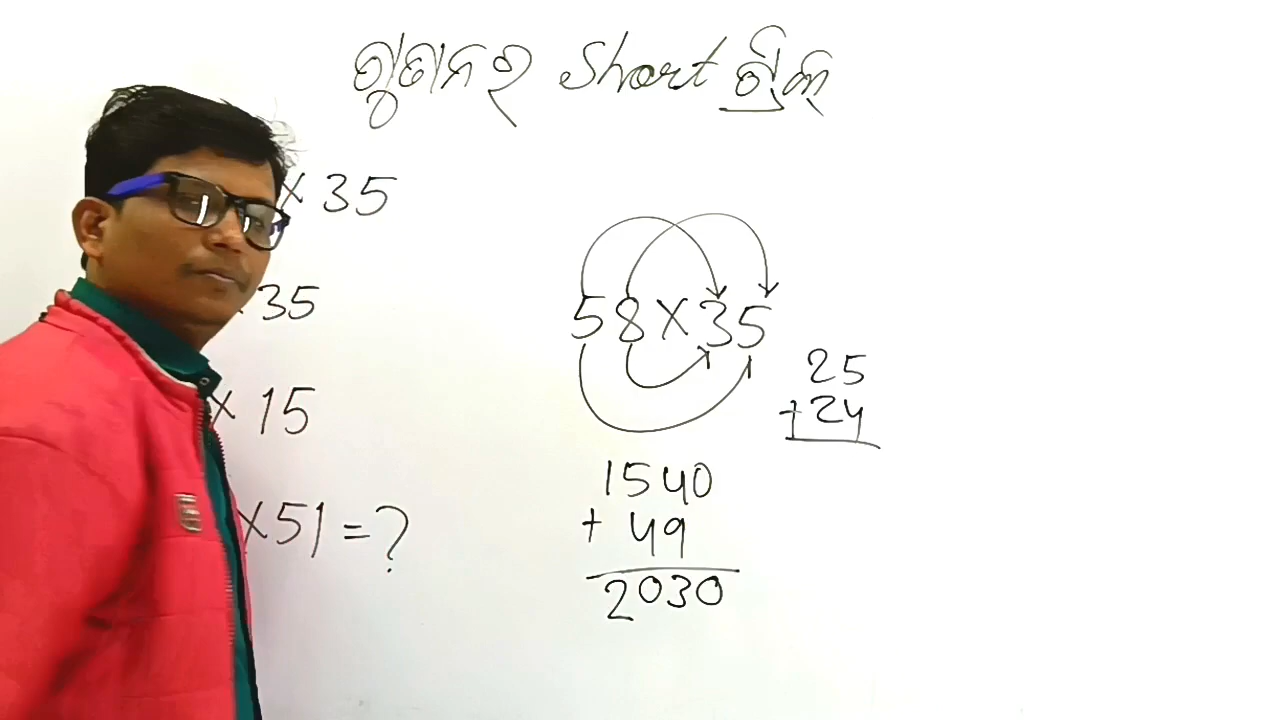 ଗୁଣନର Short ଟ୍ରିକ୍
× 35
× 35
× 15
× 51 = ?
58 × 35
25
+ 24
1540
+ 49
2030